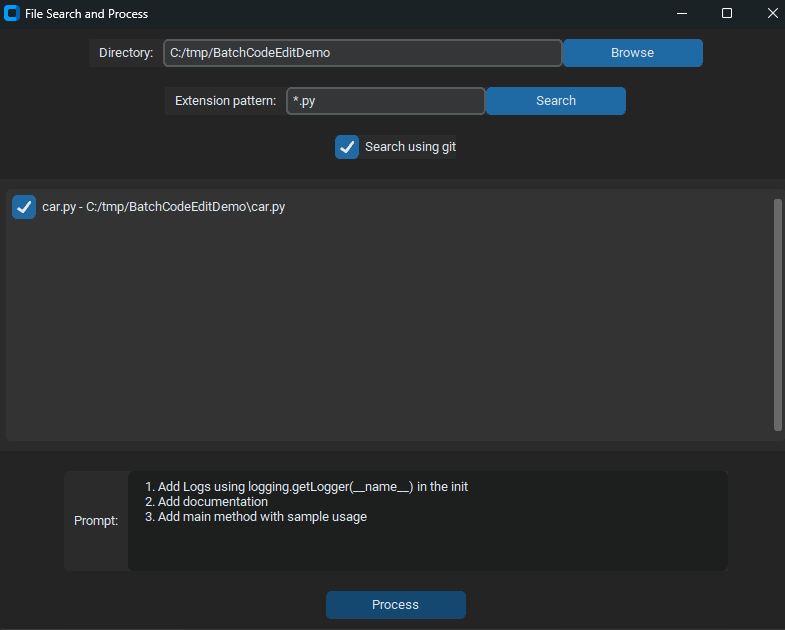 File Search and Process
Directory: C:/tmp/BatchCodeEditDemo Browse
Extension pattern: *.py Search
Search using git
car.py - C:/tmp/BatchCodeEditDemo\car.py
Prompt:
1. Add Logs using logging.getLogger(__name__) in the init
2. Add documentation
3. Add main method with sample usage
Process